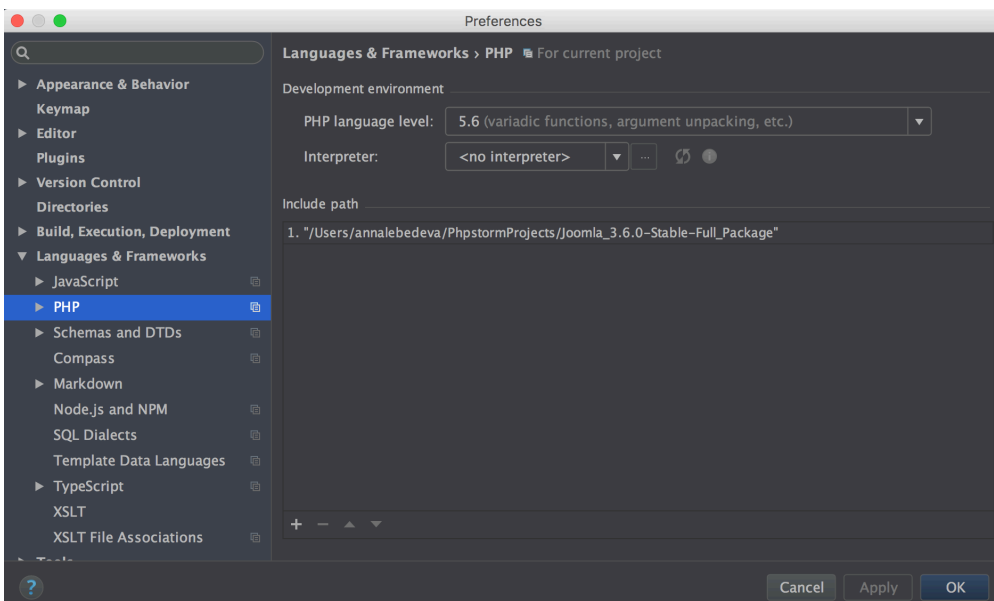 Preferences
Appearance & Behavior
Keymap
Editor
Plugins
Version Control
Directories
Build, Execution, Deployment
Languages & Frameworks
JavaScript
PHP
Schemas and DTDs
Compass
Markdown
Node.js and NPM
SQL Dialects
Template Data Languages
TypeScript
XSLT
XSLT File Associations
Tools
Languages & Frameworks › PHP For current project
Development environment
PHP language level: 5.6 (variadic functions, argument unpacking, etc.)
Interpreter: <no interpreter> ...
Include path
1. "/Users/annalebedeva/PhpstormProjects/Joomla_3.6.0-Stable-Full_Package"
? Cancel Apply OK